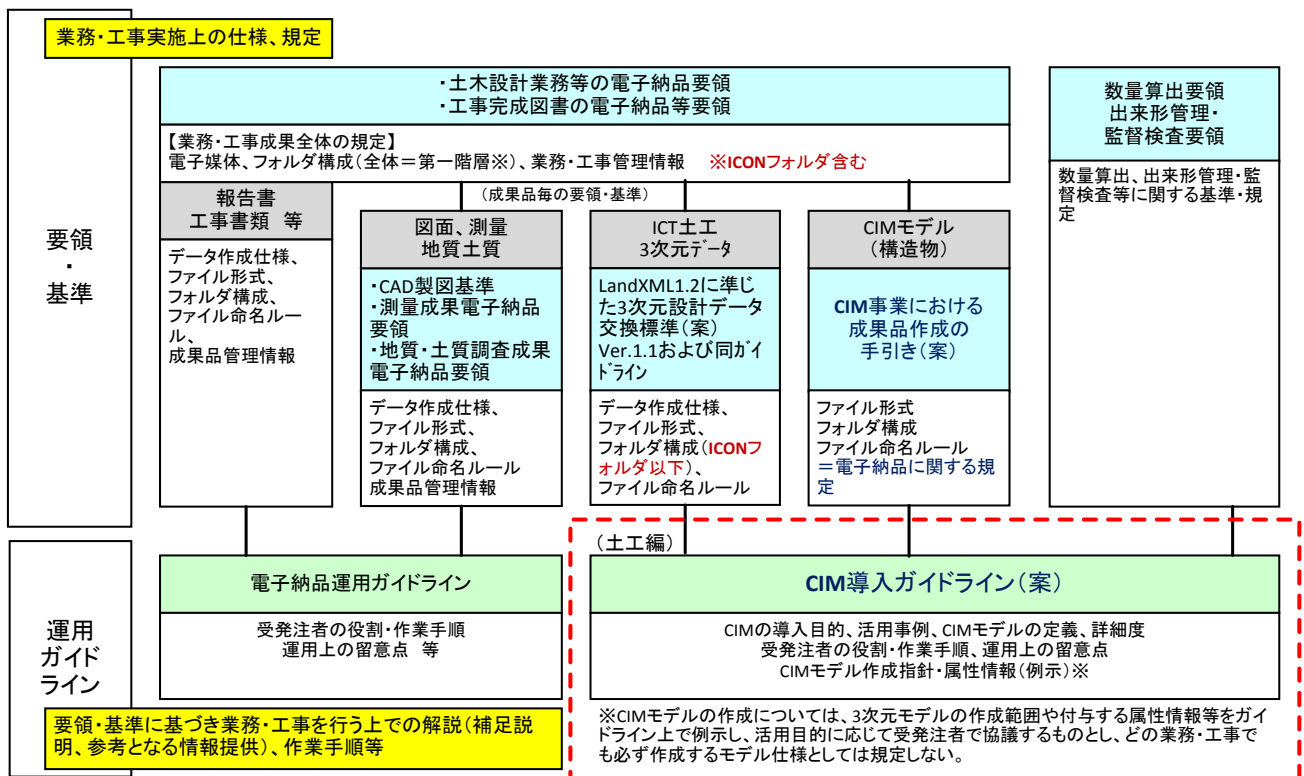 業務・工事実施上の仕様、規定
要領
・
基準
・土木設計業務等の電子納品要領
・工事完成図書の電子納品等要領
【業務・工事成果全体の規定】
電子媒体、フォルダ構成(全体=第一階層※)、業務・工事管理情報　※ICONフォルダ含む
数量算出要領
出来形管理・
監督検査要領
数量算出、出来形管理・監
督検査等に関する基準・規
定
(成果品毎の要領・基準)
報告書
工事書類　等
データ作成仕様、
ファイル形式、
フォルダ構成、
ファイル命名ルー
ル、
成果品管理情報
図面、測量
地質土質
・CAD製図基準
・測量成果電子納品
要領
・地質・土質調査成果
電子納品要領
データ作成仕様、
ファイル形式、
フォルダ構成、
ファイル命名ルール
成果品管理情報
ICT土工
3次元データ
LandXML1.2に準じ
た3次元設計データ
交換標準(案)
Ver.1.1および同ガイ
ドライン
データ作成仕様、
ファイル形式、
フォルダ構成(ICONフ
ォルダ以下)、
ファイル命名ルール
CIMモデル
(構造物)
CIM事業における
成果品作成の
手引き(案)
ファイル形式
フォルダ構成
ファイル命名ルール
=電子納品に関する規
定
運用
ガイド
ライン
電子納品運用ガイドライン
受発注者の役割・作業手順
運用上の留意点　等
(土工編)
CIM導入ガイドライン(案)
CIMの導入目的、活用事例、CIMモデルの定義、詳細度
受発注者の役割・作業手順、運用上の留意点
CIMモデル作成指針・属性情報(例示)※
要領・基準に基づき業務・工事を行う上での解説(補足説
明、参考となる情報提供)、作業手順等
※CIMモデルの作成については、3次元モデルの作成範囲や付与する属性情報等をガイ
ドライン上で例示し、活用目的に応じて受発注者で協議するものとし、どの業務・工事で
も必ず作成するモデル仕様としては規定しない。